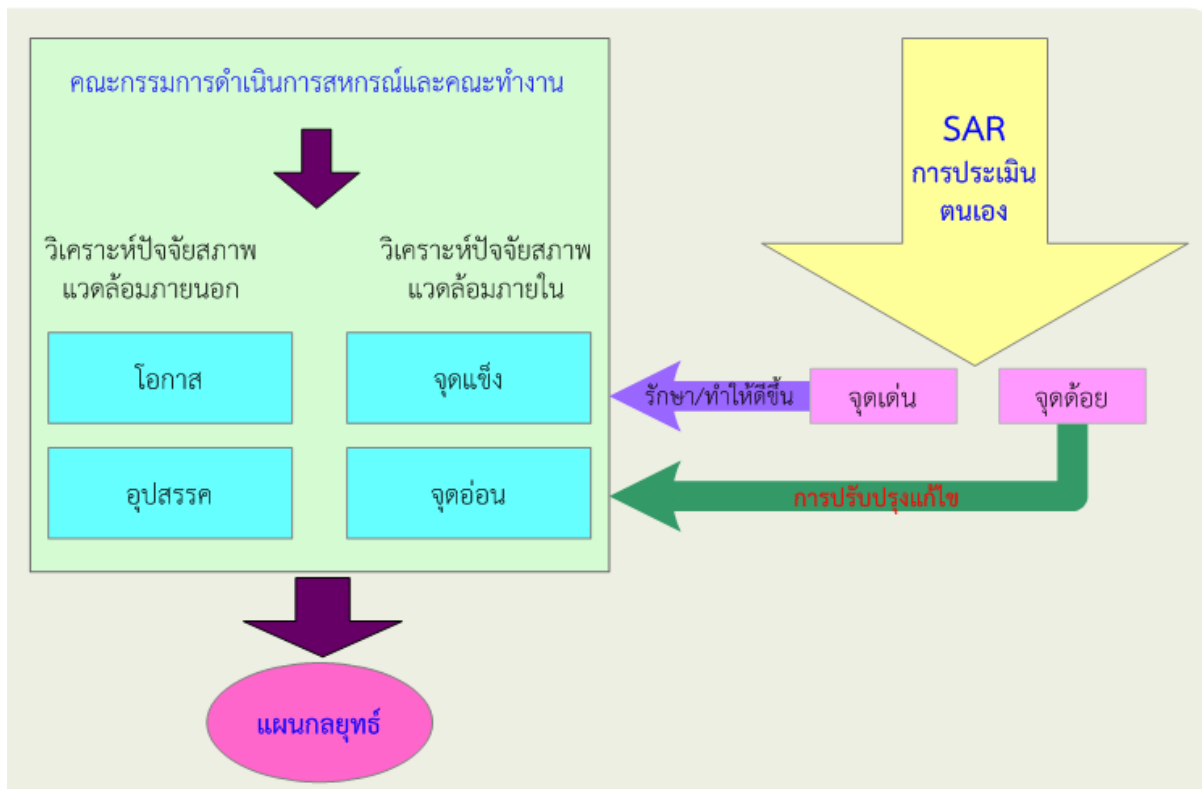 คณะกรรมการดำเนินการสหกรณ์และคณะทำงาน
วิเคราะห์ปัจจัยสภาพ
แวดล้อมภายนอก
วิเคราะห์ปัจจัยสภาพ
แวดล้อมภายใน
โอกาส
จุดแข็ง
อุปสรรค
จุดอ่อน
แผนกลยุทธ์
SAR
การประเมิน
ตนเอง
รักษา/ทำให้ดีขึ้น
จุดเด่น
จุดด้อย
การปรับปรุงแก้ไข